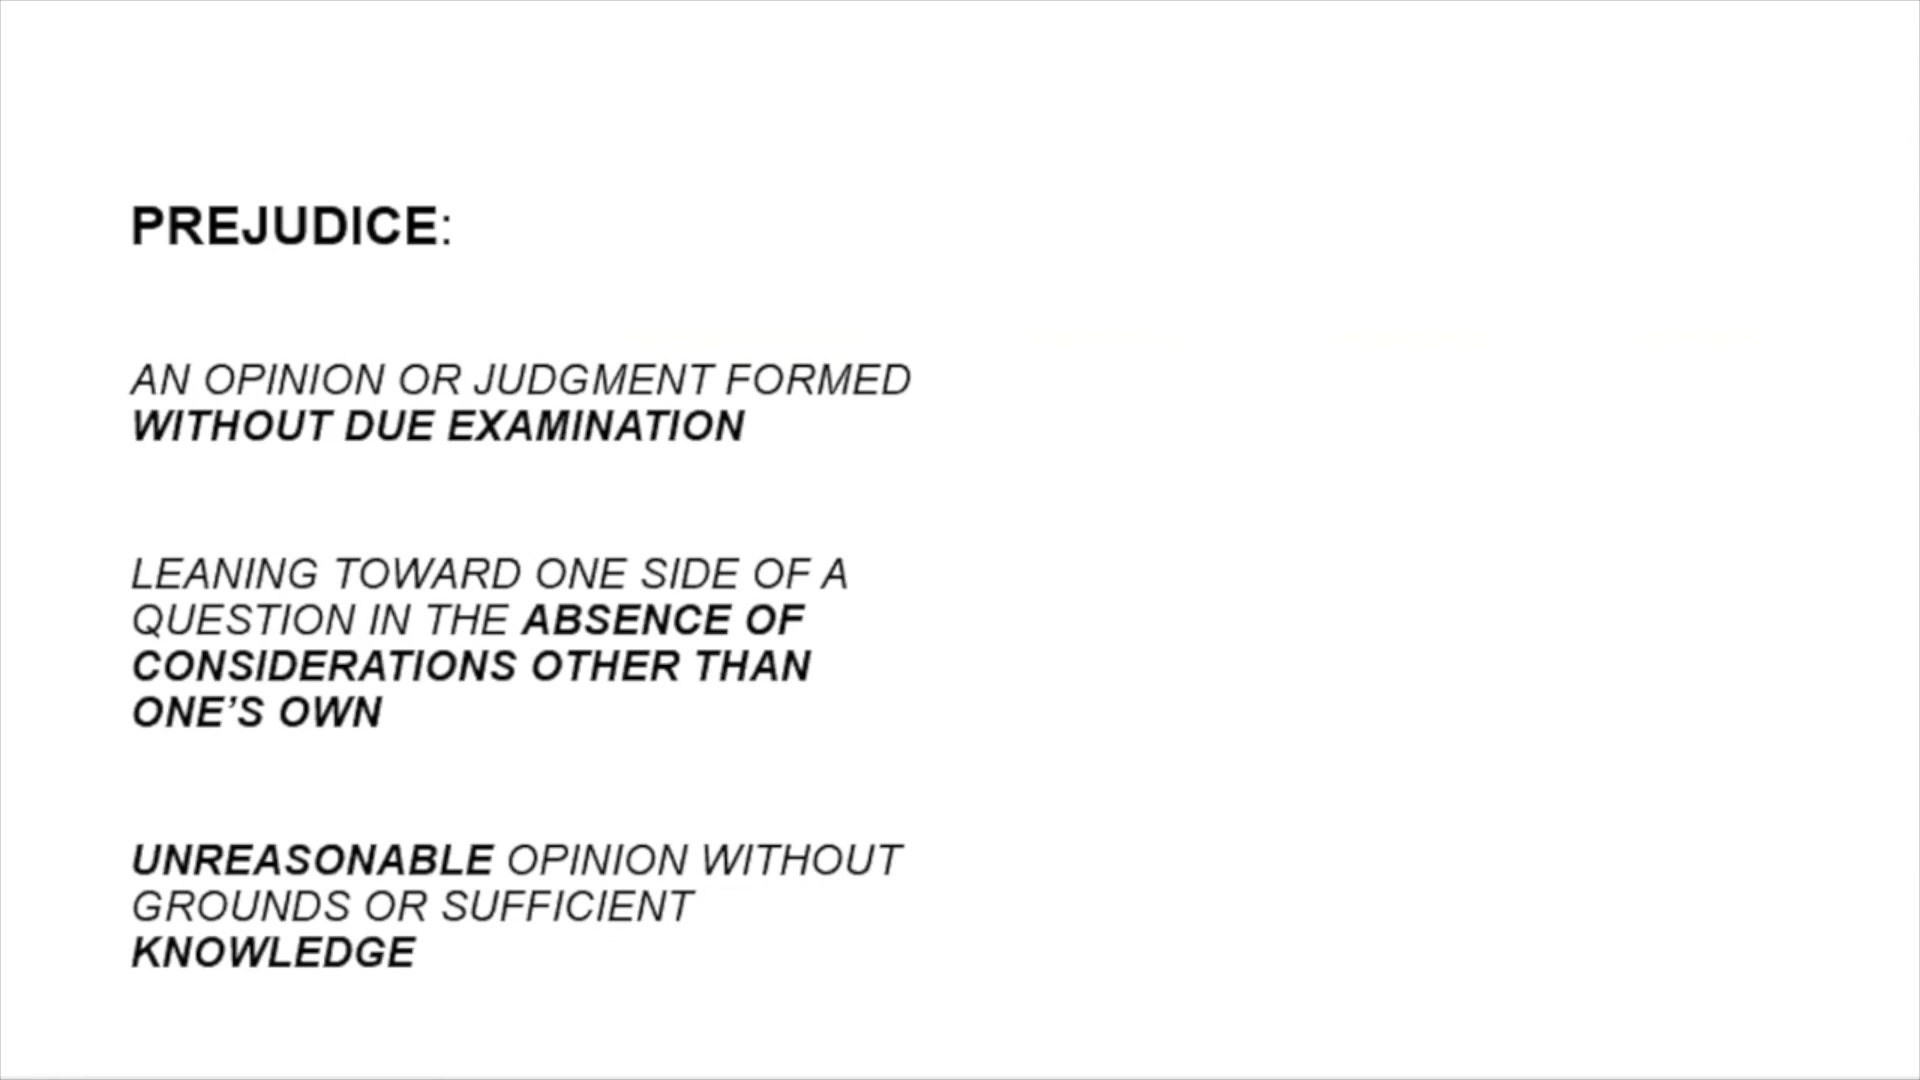 PREJUDICE:
AN OPINION OR JUDGMENT FORMED
WITHOUT DUE EXAMINATION
LEANING TOWARD ONE SIDE OF A
QUESTION IN THE ABSENCE OF
CONSIDERATIONS OTHER THAN
ONE’S OWN
UNREASONABLE OPINION WITHOUT
GROUNDS OR SUFFICIENT
KNOWLEDGE